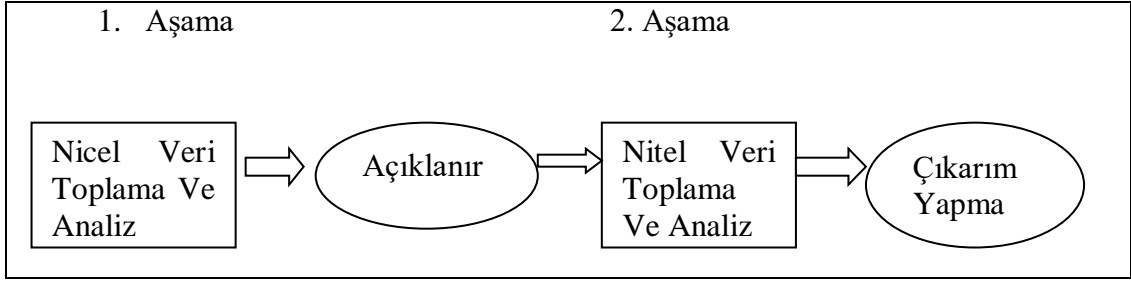 1. Aşama
2. Aşama
Nicel Veri
Toplama Ve
Analiz
Açıklanır
Nitel Veri
Toplama
Ve Analiz
Çıkarım
Yapma